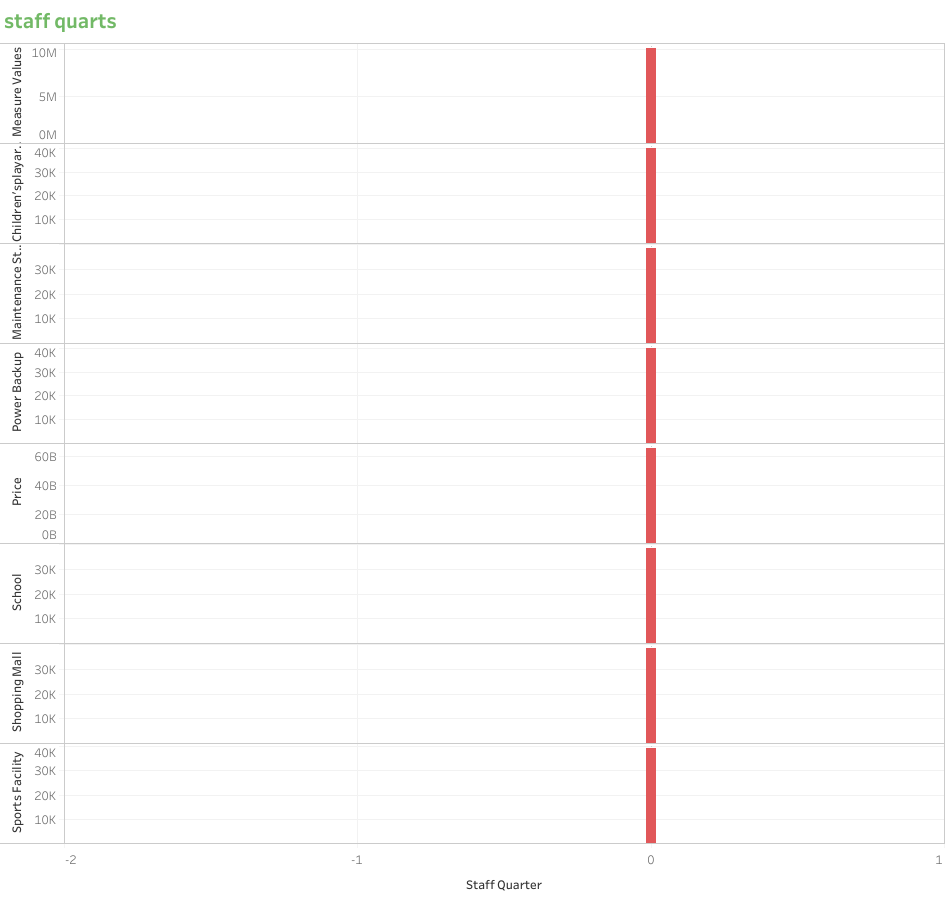 staff quarts
Measure Values
10M
5M
0M
Children'splayar..
40K
30K
20K
10K
Maintenance St..
30K
20K
10K
Power Backup
40K
30K
20K
10K
Price
60B
40B
20B
0B
School
30K
20K
10K
Shopping Mall
30K
20K
10K
Sports Facility
40K
30K
20K
10K
-2 -1 0 1
Staff Quarter